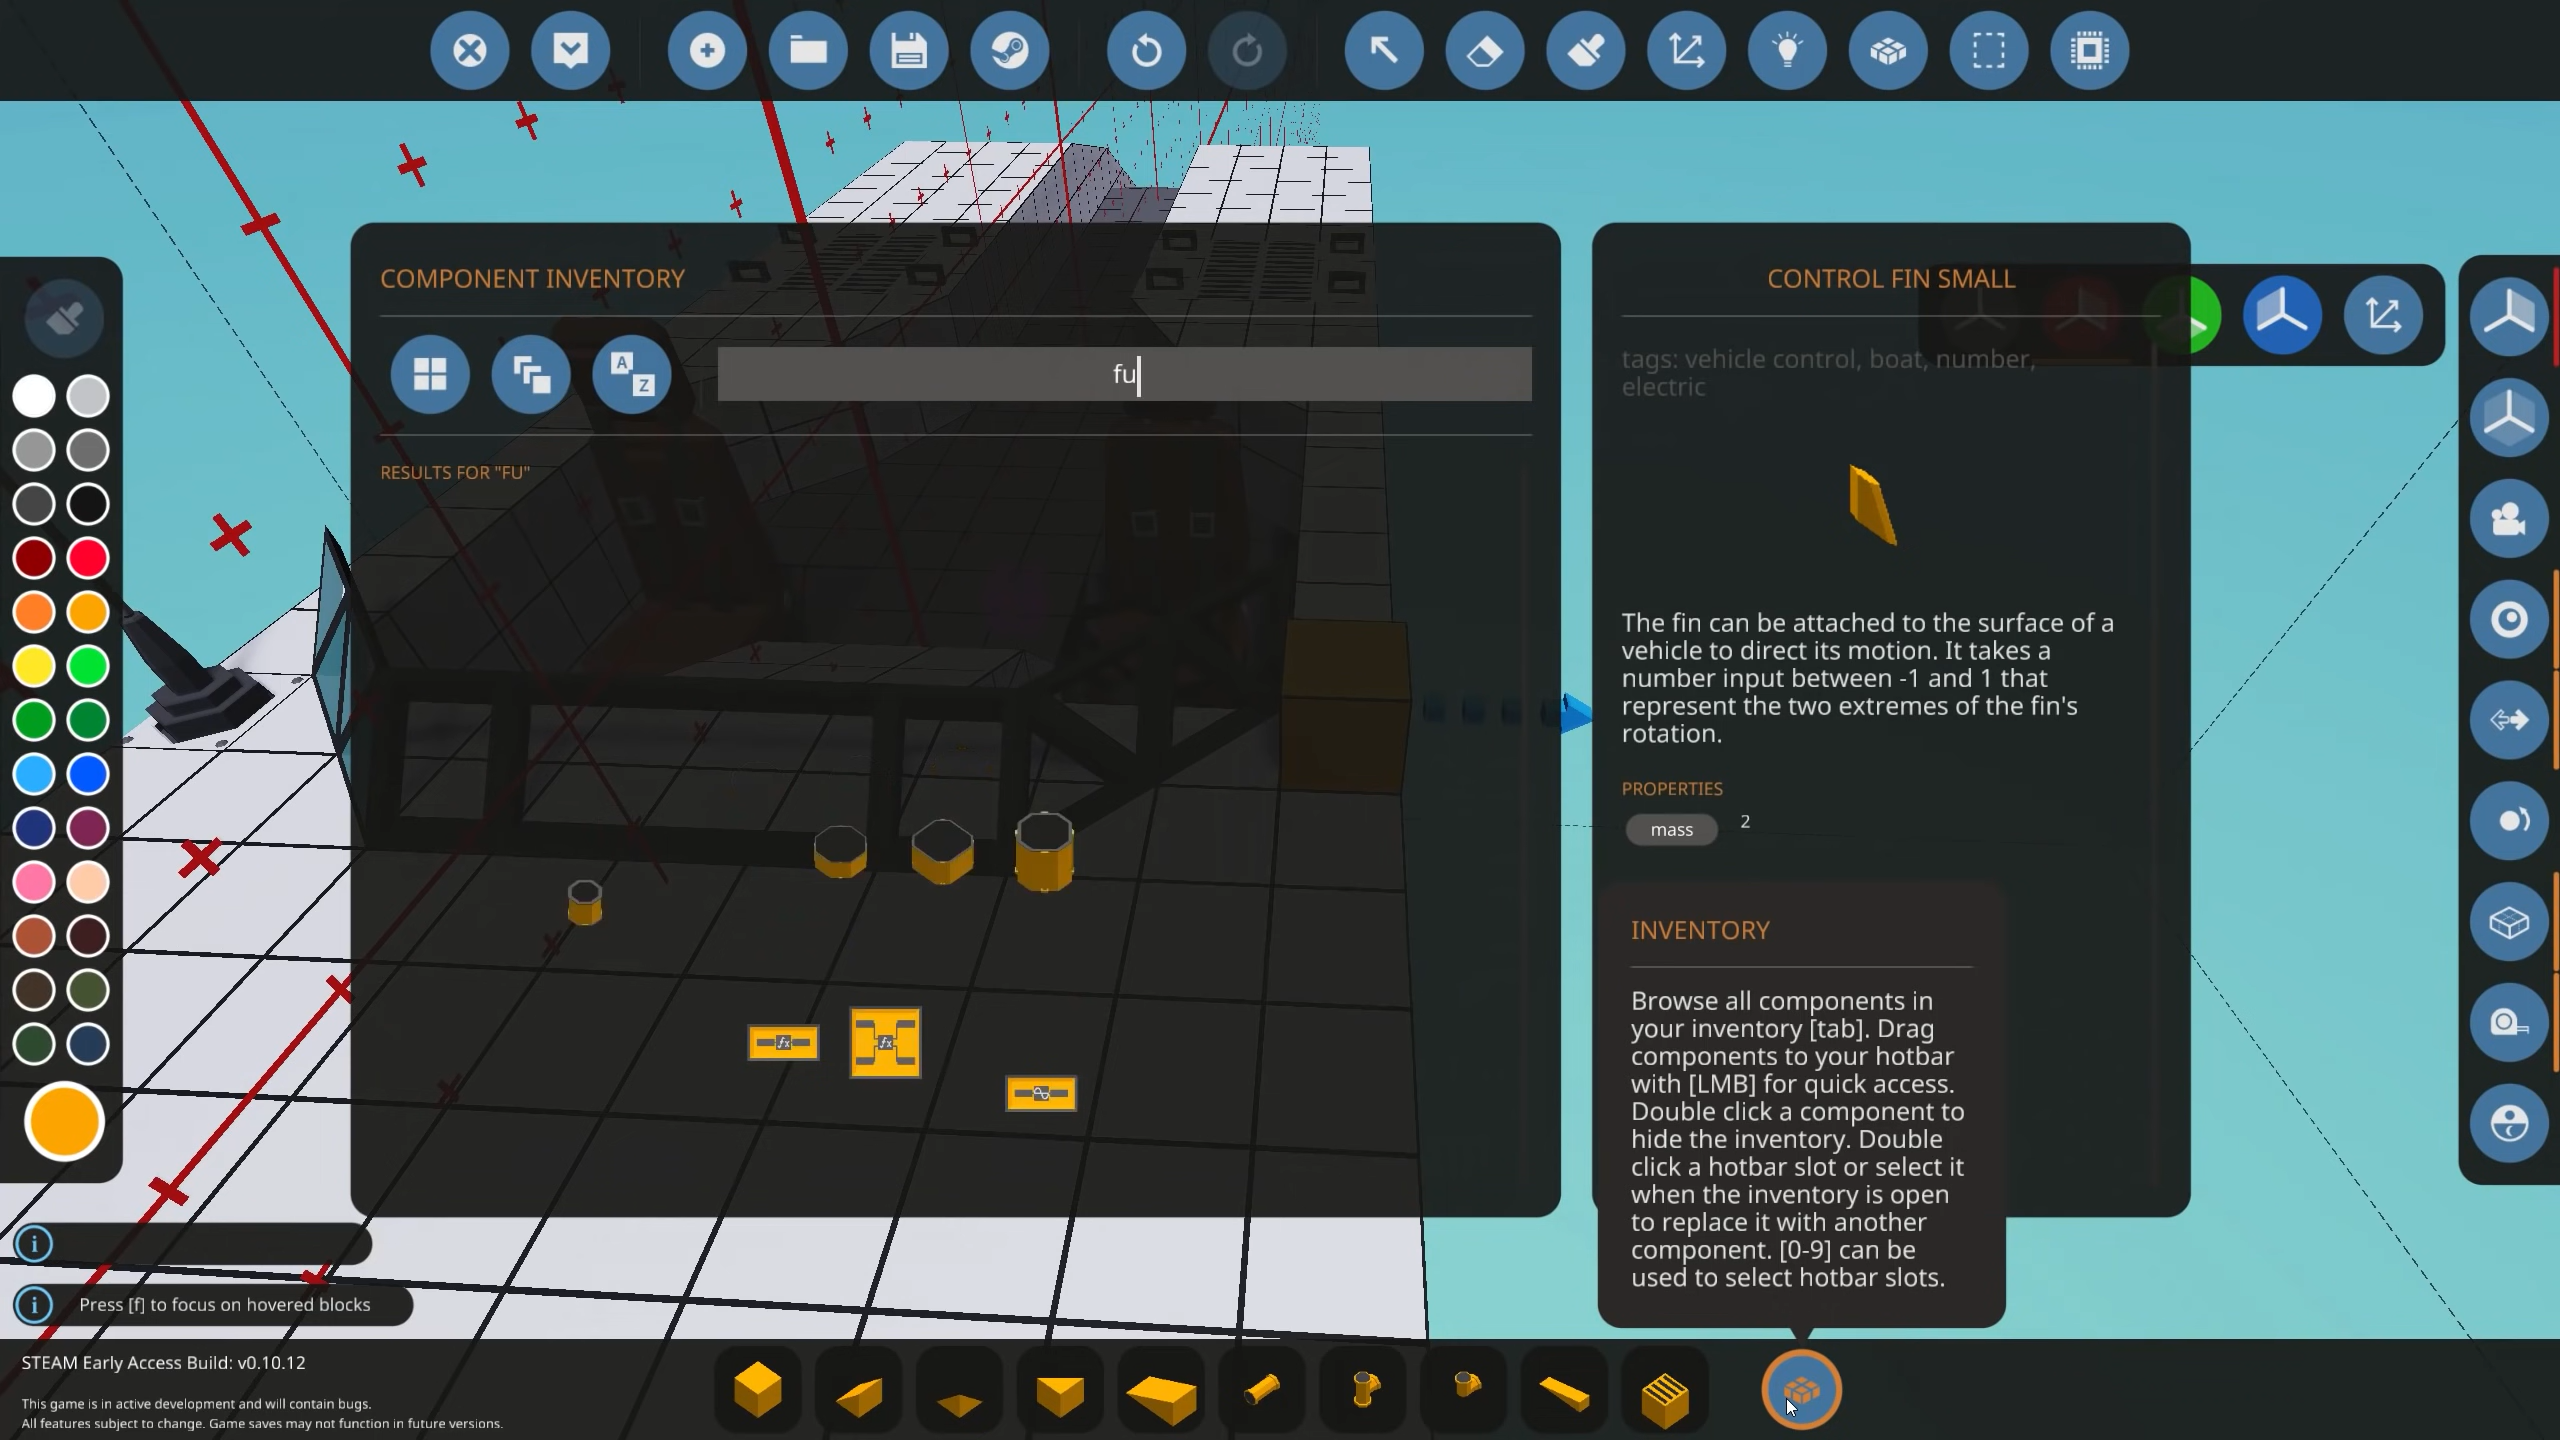 COMPONENT INVENTORY
A
Z
fu
RESULTS FOR "FU"
fx
fx
CONTROL FIN SMALL
tags: vehicle control, boat, number,
electric
The fin can be attached to the surface of a
vehicle to direct its motion. It takes a
number input between -1 and 1 that
represent the two extremes of the fin's
rotation.
PROPERTIES
mass 2
INVENTORY
Browse all components in
your inventory [tab]. Drag
components to your hotbar
with [LMB] for quick access.
Double click a component to
hide the inventory. Double
click a hotbar slot or select it
when the inventory is open
to replace it with another
component. [0-9] can be
used to select hotbar slots.
Press [f] to focus on hovered blocks
STEAM Early Access Build: v0.10.12
This game is in active development and will contain bugs.
All features subject to change. Game saves may not function in future versions.